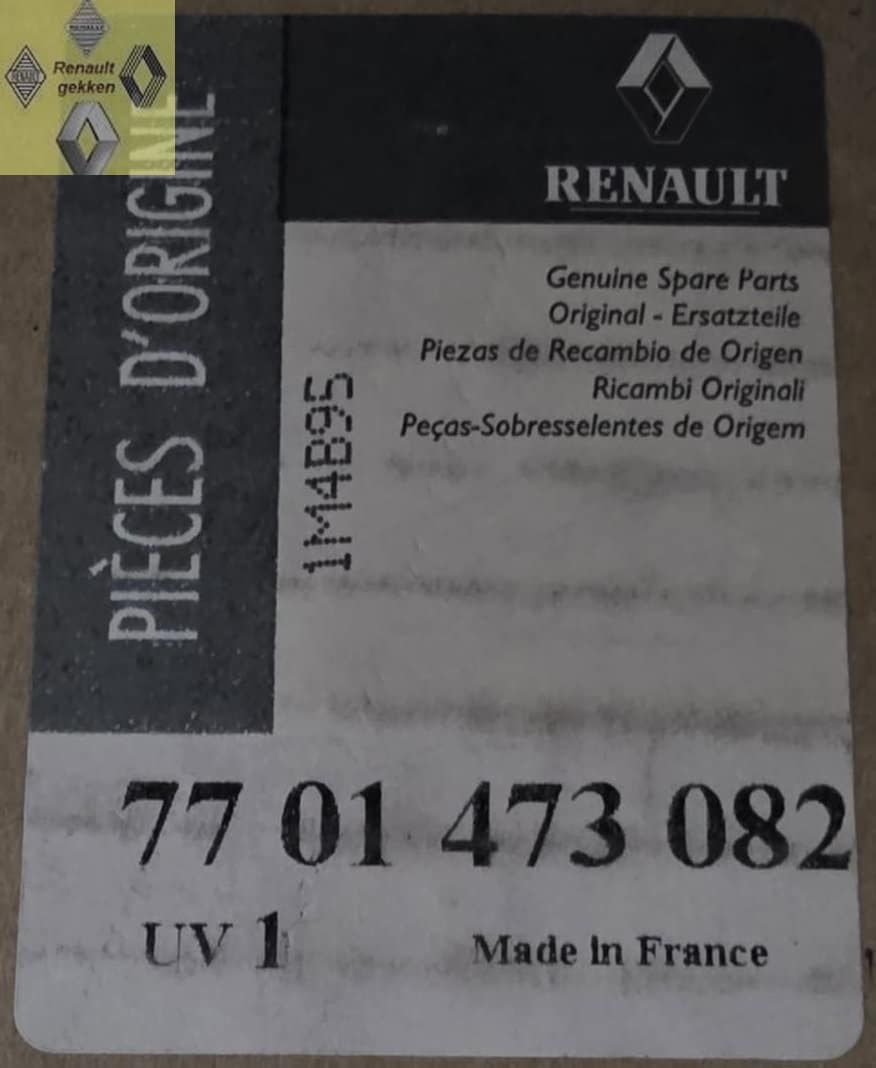 Renault
gekken
PIÈCES D'ORIGINE
RENAULT
Genuine Spare Parts
Original - Ersatzteile
Piezas de Recambio de Origen
Ricambi Originali
Peças-Sobresselentes de Origem
1M4B95
77 01 473 082
UV 1
Made in France